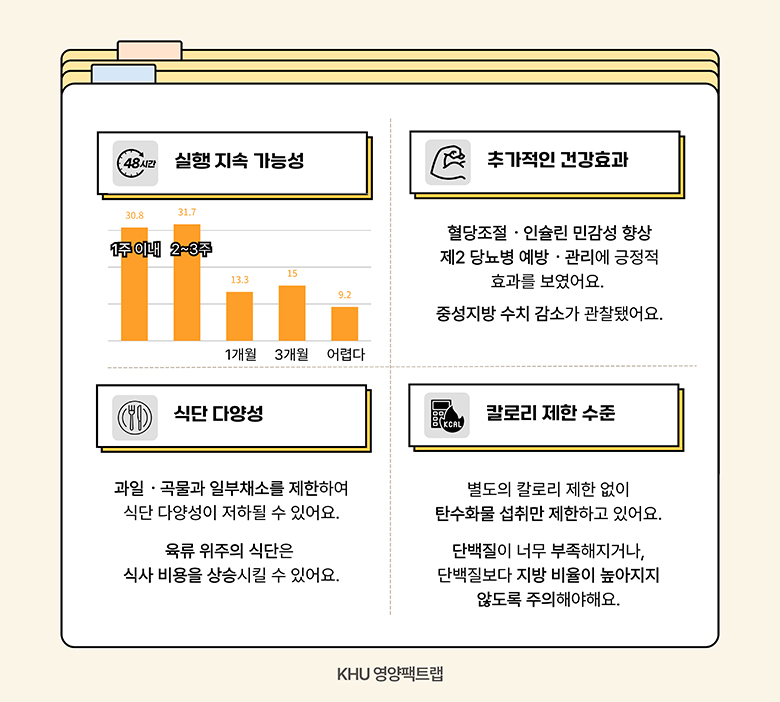 48시간
실행 지속 가능성
30.8
31.7
13.3
15
9.2
1주 이내
2~3주
1개월
3개월
어렵다
추가적인 건강효과
혈당조절 · 인슐린 민감성 향상
제2 당뇨병 예방 · 관리에 긍정적
효과를 보였어요.
중성지방 수치 감소가 관찰됐어요.
식단 다양성
과일 · 곡물과 일부채소를 제한하여
식단 다양성이 저하될 수 있어요.
육류 위주의 식단은
식사 비용을 상승시킬 수 있어요.
KCAL
칼로리 제한 수준
별도의 칼로리 제한 없이
탄수화물 섭취만 제한하고 있어요.
단백질이 너무 부족해지거나,
단백질보다 지방 비율이 높아지지
않도록 주의해야해요.
KHU 영양팩트랩